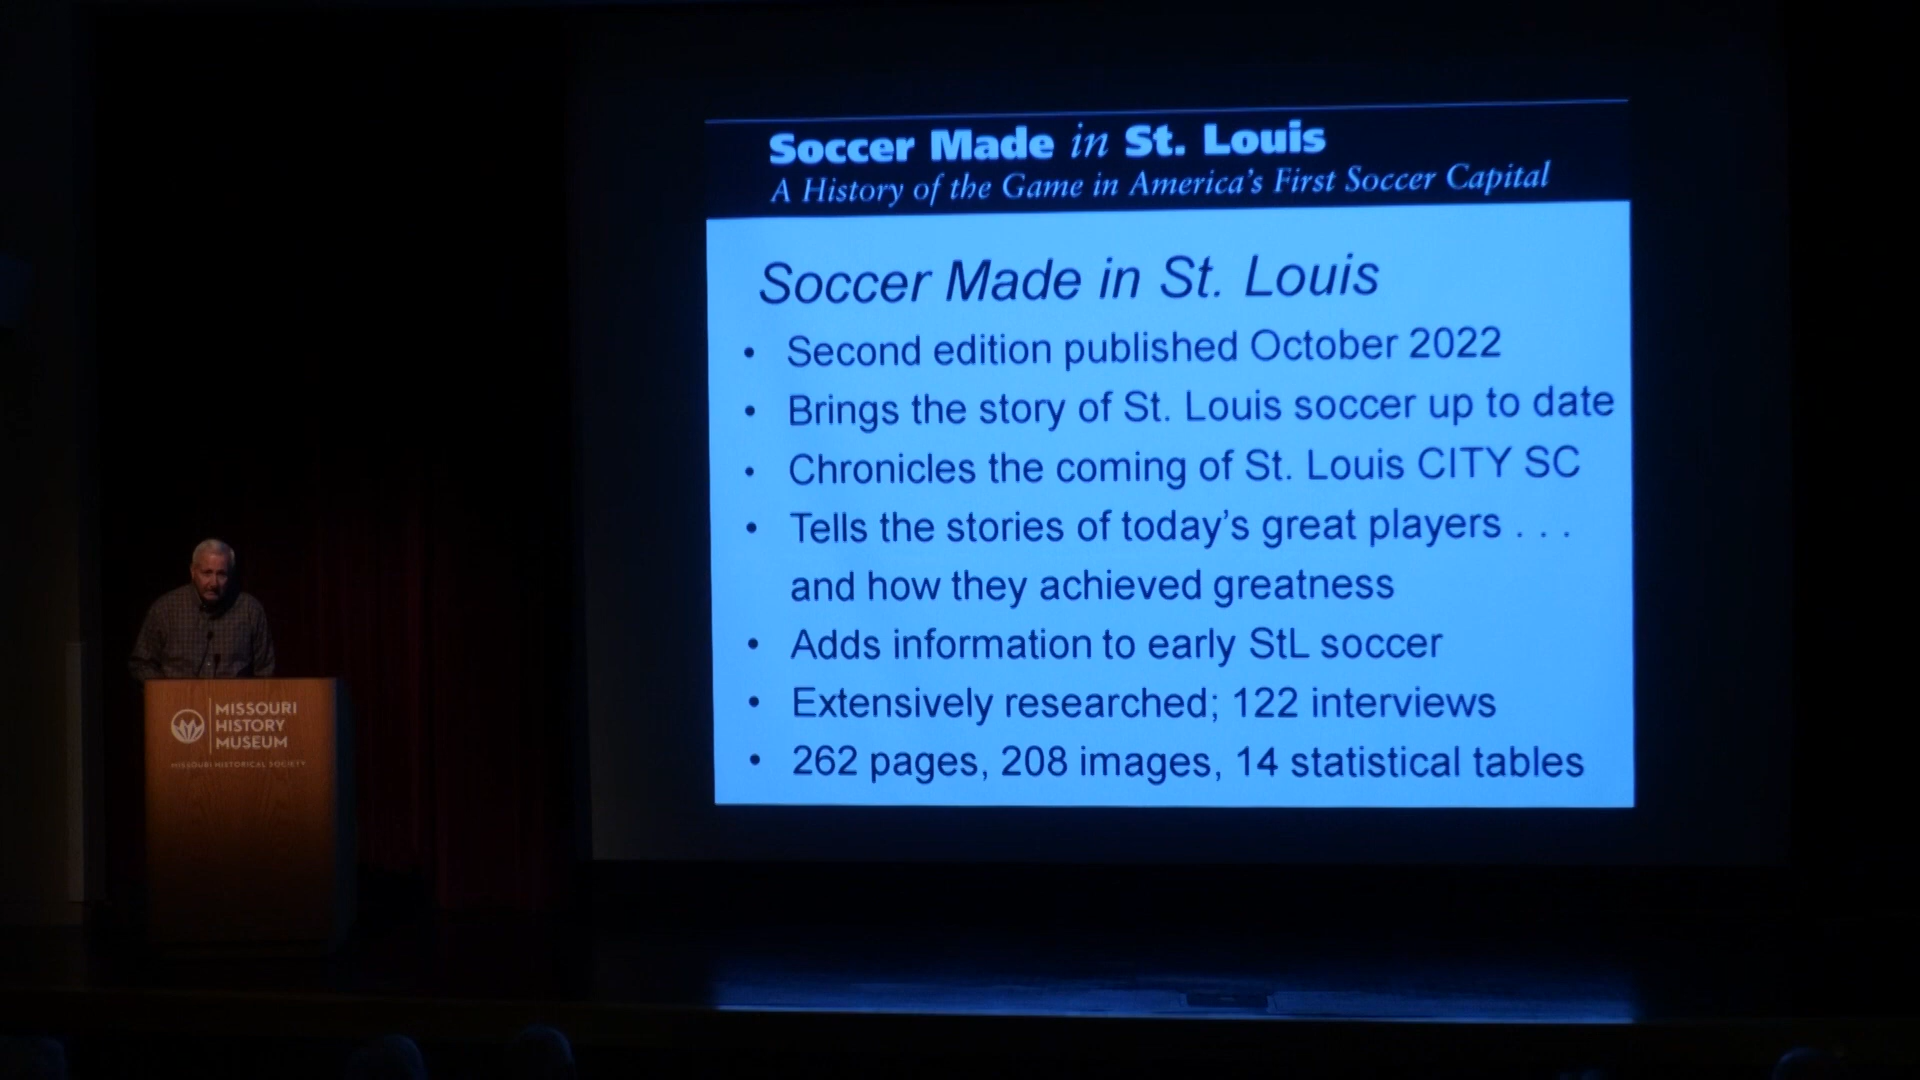 Soccer Made in St. Louis
A History of the Game in America's First Soccer Capital
Soccer Made in St. Louis
• Second edition published October 2022
• Brings the story of St. Louis soccer up to date
• Chronicles the coming of St. Louis CITY SC
• Tells the stories of today's great players . . .
and how they achieved greatness
• Adds information to early StL soccer
• Extensively researched; 122 interviews
• 262 pages, 208 images, 14 statistical tables
MISSOURI
HISTORY
MUSEUM
MISSOURI HISTORICAL SOCIETY